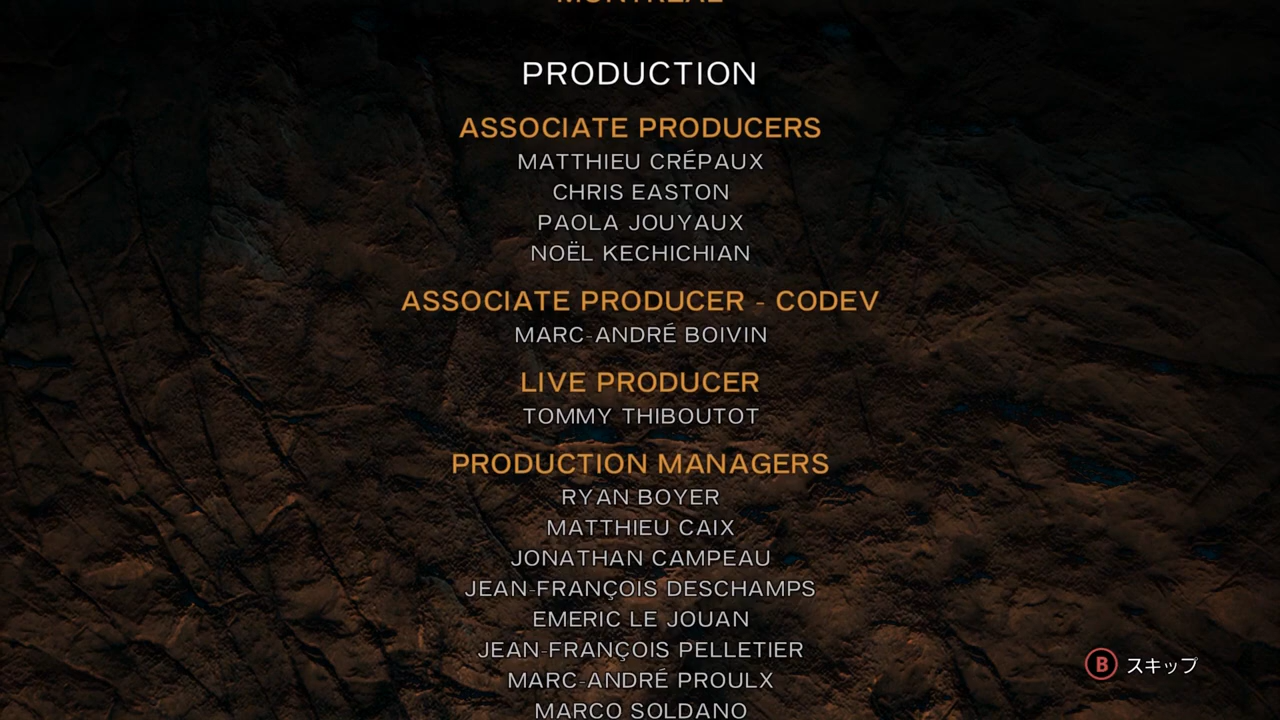 MONTRÉAL
PRODUCTION
ASSOCIATE PRODUCERS
MATTHIEU CRÉPAUX
CHRIS EASTON
PAOLA JOUYAUX
NOËL KECHICHIAN
ASSOCIATE PRODUCER - CODEV
MARC-ANDRÉ BOIVIN
LIVE PRODUCER
TOMMY THIBOUTOT
PRODUCTION MANAGERS
RYAN BOYER
MATTHIEU CAIX
JONATHAN CAMPEAU
JEAN-FRANÇOIS DESCHAMPS
EMERIC LE JOUAN
JEAN-FRANÇOIS PELLETIER
MARC-ANDRÉ PROULX
MARCO SOLDANO
B スキップ